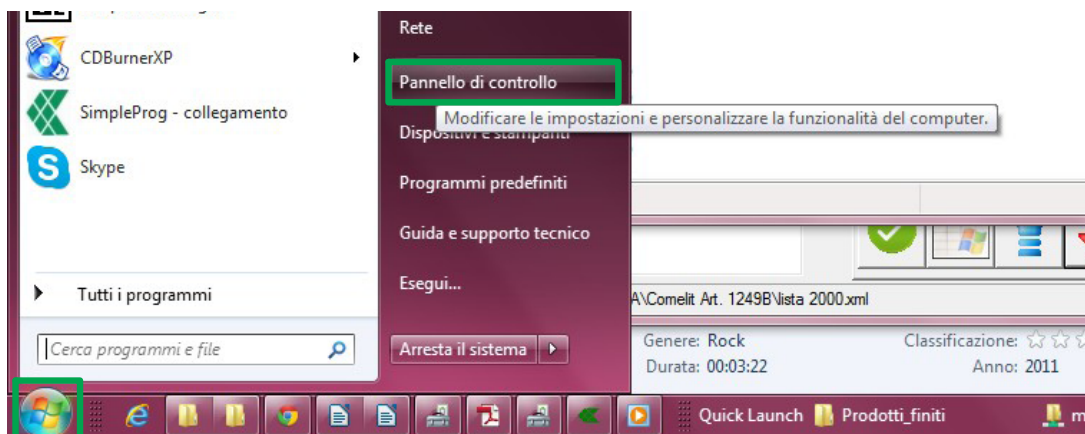 Rete
CDBurnerXP
Pannello di controllo
SimpleProg - collegamento
Modificare le impostazioni e personalizzare la funzionalità del computer.
Dispositivi e stampanti
Skype
Programmi predefiniti
Guida e supporto tecnico
Esegui...
Tutti i programmi
A\Comelit Art. 1249B\lista 2000.xml
Cerca programmi e file
Arresta il sistema
Genere: Rock
Classificazione:
Durata: 00:03:22
Anno: 2011
Quick Launch
Prodotti_finiti